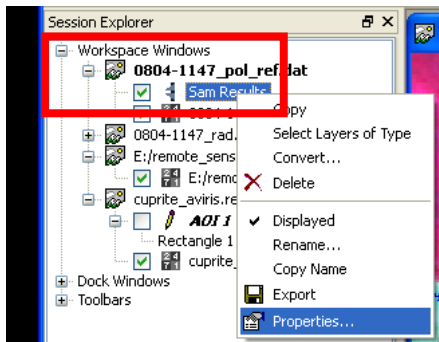 Session Explorer
Workspace Windows
0804-1147_pol_ref.dat
Sam Results
Copy
0804-1147_rad.
Select Layers of Type
E:/remote_sens
Convert...
E:/remo
Delete
cuprite_aviris.re
AOI 1
Displayed
Rename...
Rectangle 1
Copy Name
cuprite_
Dock Windows
Export
Toolbars
Properties...